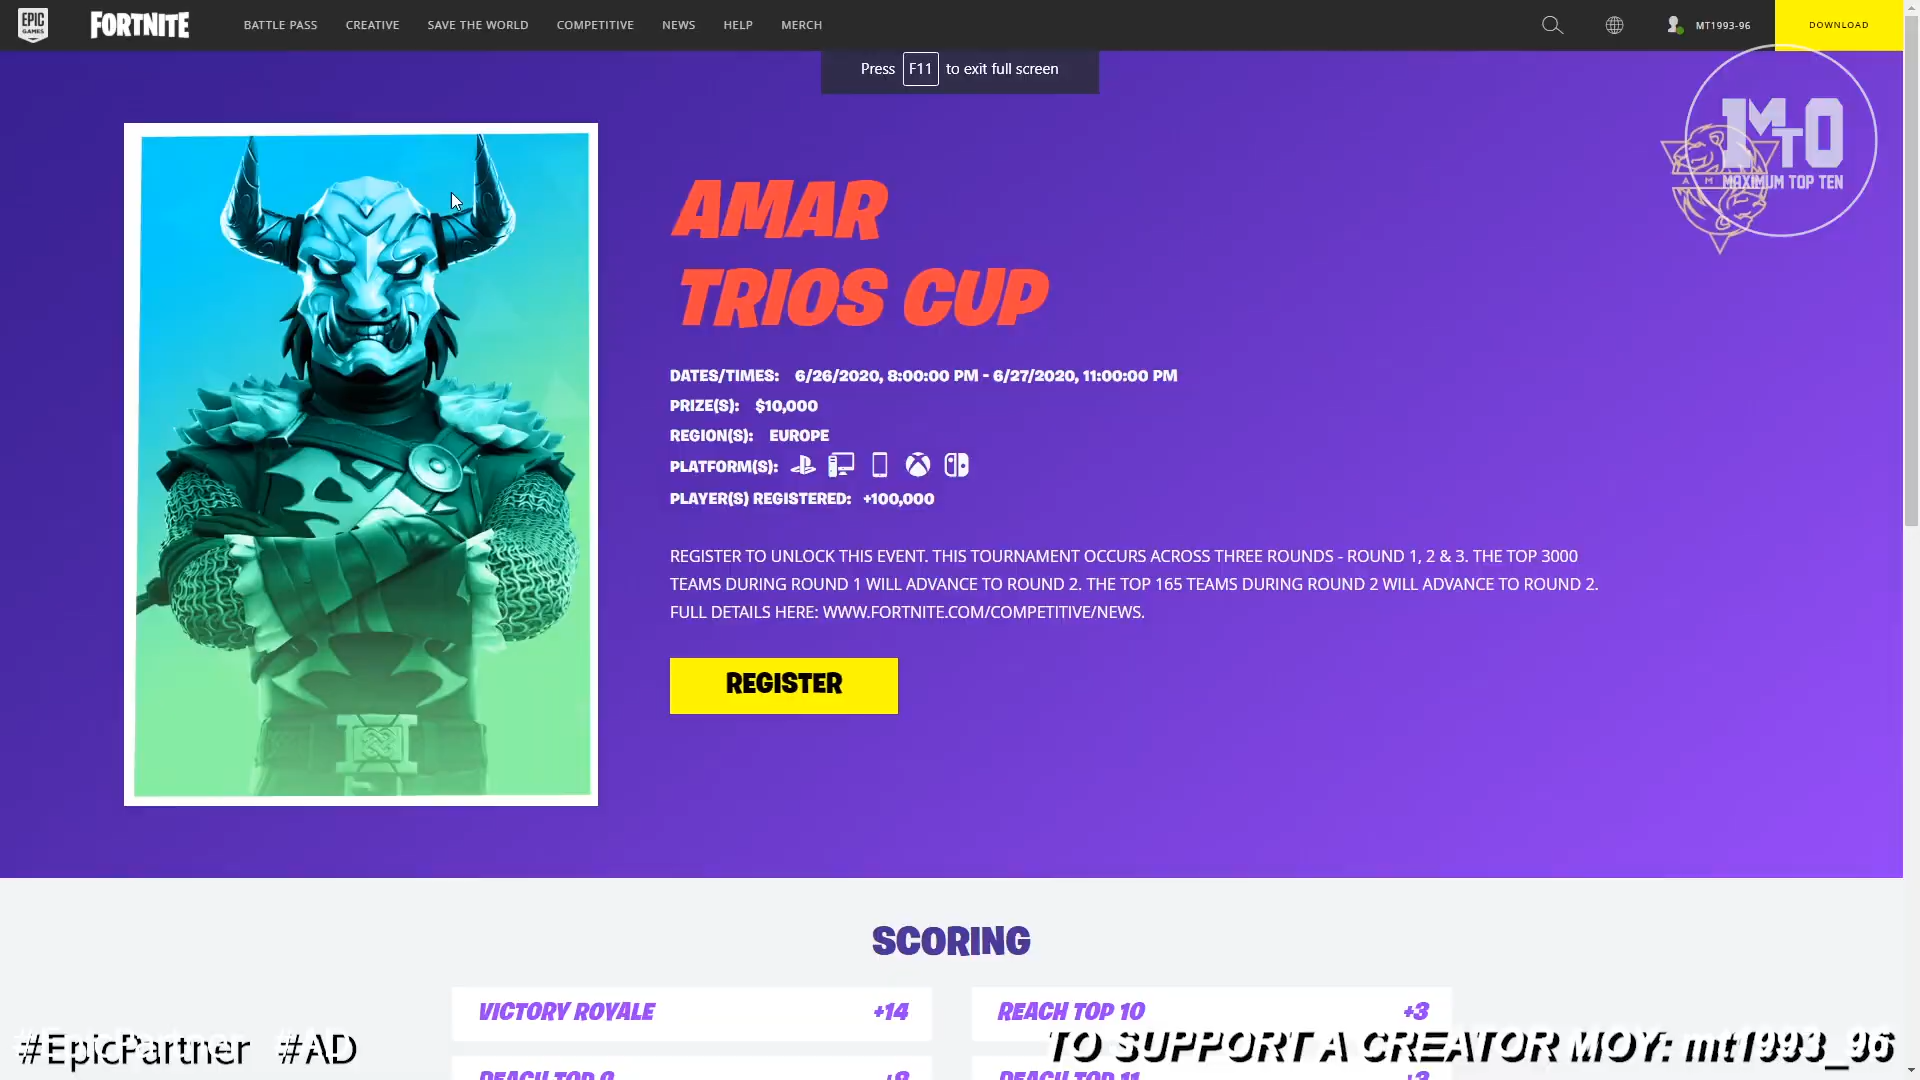 EPIC GAMES
FORTNITE
BATTLE PASS
CREATIVE
SAVE THE WORLD
COMPETITIVE
NEWS
HELP
MERCH
MT1993-96
DOWNLOAD
Press F11 to exit full screen
MTO
MAXIMUM TOP TEN
AMAR
TRIOS CUP
DATES/TIMES: 6/26/2020, 8:00:00 PM - 6/27/2020, 11:00:00 PM
PRIZE(S): $10,000
REGION(S): EUROPE
PLATFORM(S):
PLAYER(S) REGISTERED: +100,000
REGISTER TO UNLOCK THIS EVENT. THIS TOURNAMENT OCCURS ACROSS THREE ROUNDS - ROUND 1, 2 & 3. THE TOP 3000
TEAMS DURING ROUND 1 WILL ADVANCE TO ROUND 2. THE TOP 165 TEAMS DURING ROUND 2 WILL ADVANCE TO ROUND 2.
FULL DETAILS HERE: WWW.FORTNITE.COM/COMPETITIVE/NEWS.
REGISTER
SCORING
VICTORY ROYALE +14
REACH TOP 10 +3
REACH TOP 11 +3
#EpicPartner #AD
TO SUPPORT A CREATOR MOY: mt1993_96